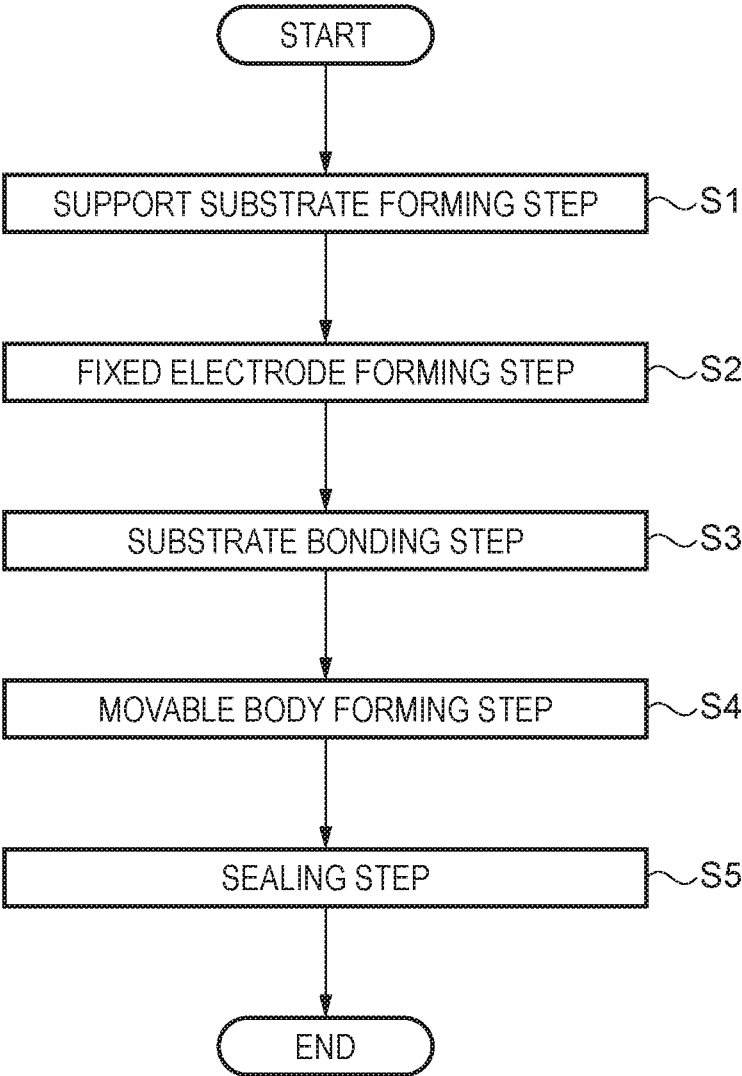 START
SUPPORT SUBSTRATE FORMING STEP S1
FIXED ELECTRODE FORMING STEP S2
SUBSTRATE BONDING STEP S3
MOVABLE BODY FORMING STEP S4
SEALING STEP S5
END